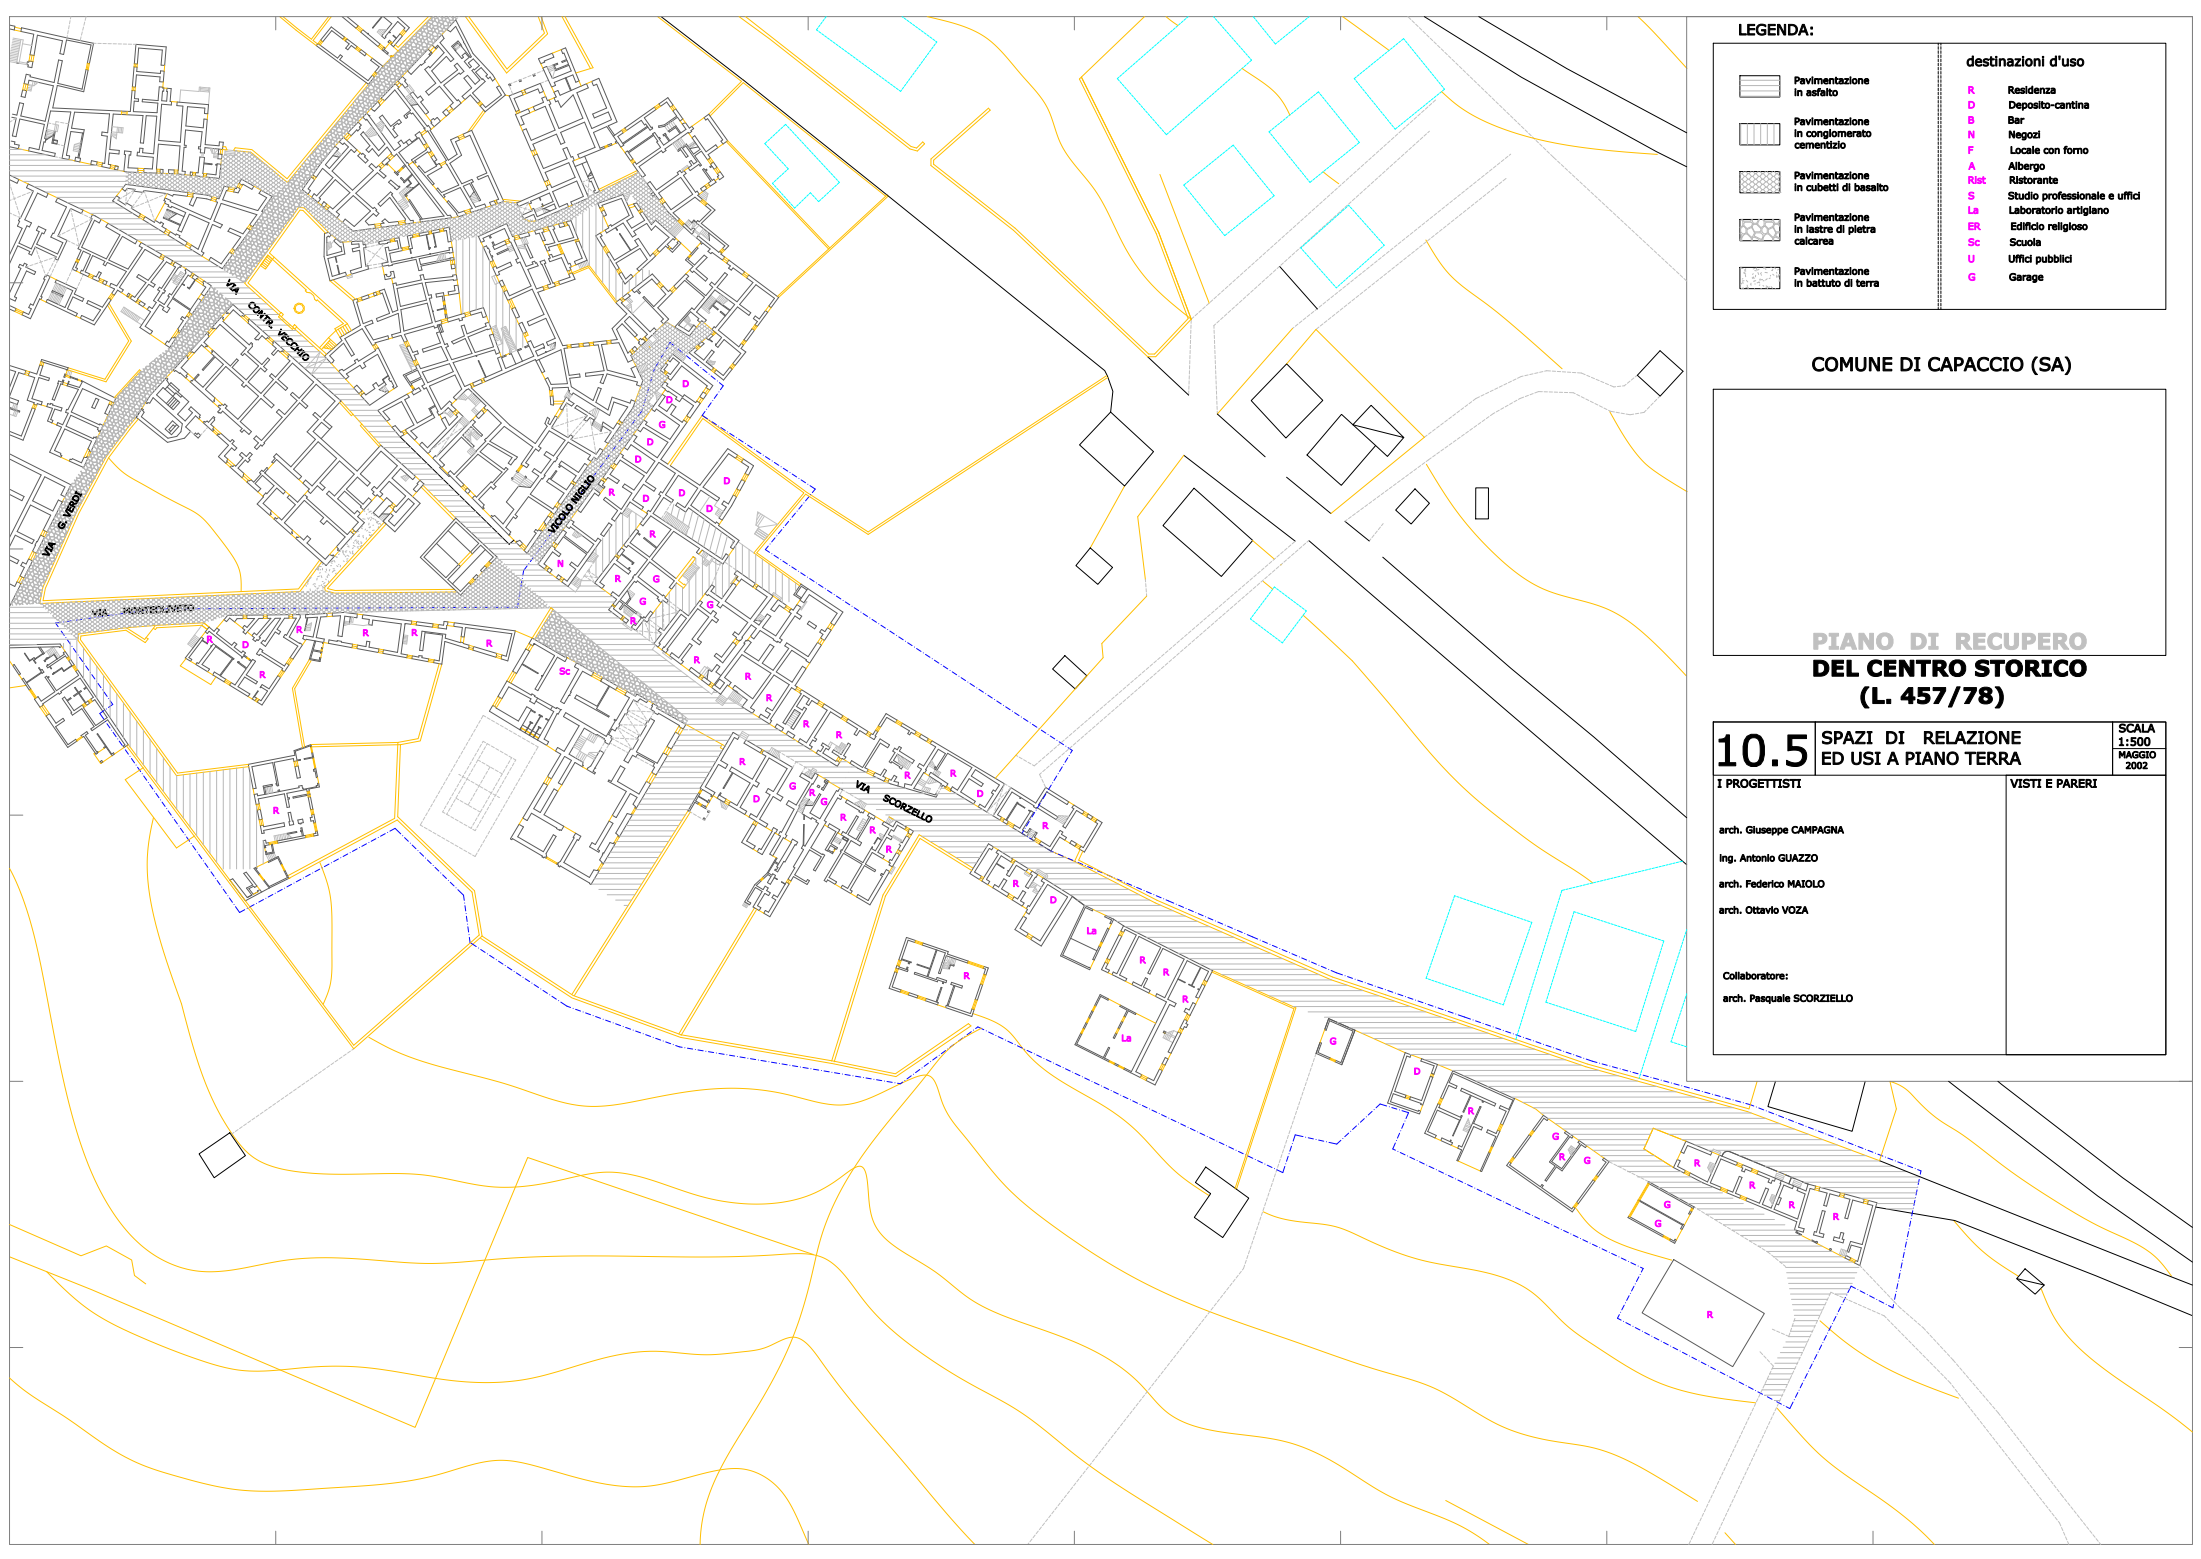 LEGENDA:
Pavimentazione
in asfalto
Pavimentazione
in conglomerato
cementizio
Pavimentazione
in cubetti di basalto
Pavimentazione
in lastre di pietra
calcarea
Pavimentazione
in battuto di terra
destinazioni d'uso
R Residenza
D Deposito-cantina
B Bar
N Negozi
F Locale con forno
A Albergo
Rist Ristorante
S Studio professionale e uffici
La Laboratorio artigiano
ER Edificio religioso
Sc Scuola
U Uffici pubblici
G Garage
COMUNE DI CAPACCIO (SA)
PIANO DI RECUPERO
DEL CENTRO STORICO
(L. 457/78)
10.5
SPAZI DI RELAZIONE
ED USI A PIANO TERRA
SCALA
1:500
MAGGIO
2002
I PROGETTISTI
VISTI E PARERI
arch. Giuseppe CAMPAGNA
ing. Antonio GUAZZO
arch. Federico MAIOLO
arch. Ottavio VOZA
Collaboratore:
arch. Pasquale SCORZIELLO
VIA CONTR. VECCHIO
VIA G. VERDI
VICOLO NIGLIO
VIA MONTEOLIVETO
VIA SCORZELLO
D
D
G
D
D
R
D
D
D
D
R
N
R
G
G
R
G
R
R
D
R
R
R
R
R
Sc
R
R
R
R
R
R
R
D
R
R
D
G
R
G
R
R
R
R
D
La
R
R
R
La
R
G
D
R
G
R
G
G
G
R
R
R
R
R